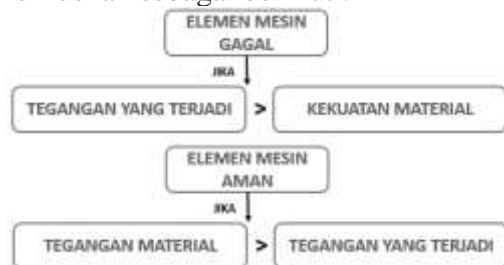 ELEMEN MESIN
GAGAL
JIKA
TEGANGAN YANG TERJADI > KEKUATAN MATERIAL
ELEMEN MESIN
AMAN
JIKA
TEGANGAN MATERIAL > TEGANGAN YANG TERJADI